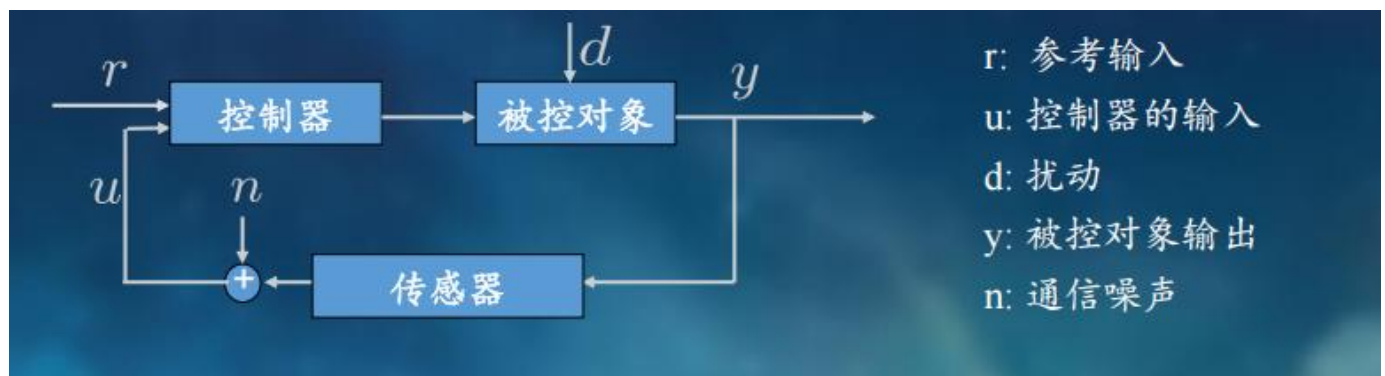 r
控制器
d
被控对象
y
u
n
+
传感器
r: 参考输入
u: 控制器的输入
d: 扰动
y: 被控对象输出
n: 通信噪声